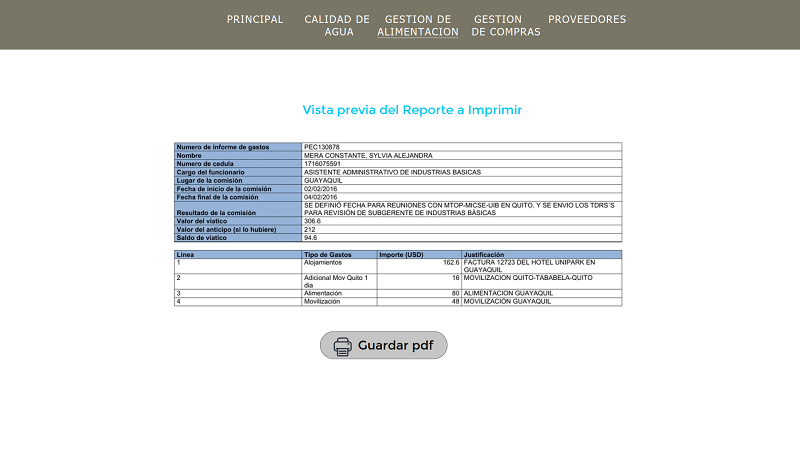 PRINCIPAL CALIDAD DE AGUA GESTION DE ALIMENTACION GESTION DE COMPRAS PROVEEDORES
Vista previa del Reporte a Imprimir
Numero de informe de gastos PEC130878
Nombre MERA CONSTANTE, SYLVIA ALEJANDRA
Numero de cedula 1716075591
Cargo del funcionario ASISTENTE ADMINISTRATIVO DE INDUSTRIAS BASICAS
Lugar de la comisión GUAYAQUIL
Fecha de inicio de la comisión 02/02/2016
Fecha final de la comisión 04/02/2016
Resultado de la comisión SE DEFINIÓ FECHA PARA REUNIONES CON MTOP-MICSE-UIB EN QUITO, Y SE ENVIO LOS TDRS´S
PARA REVISIÓN DE SUBGERENTE DE INDUSTRIAS BÁSICAS
Valor del viatico 306.6
Valor del anticipo (si lo hubiere) 212
Saldo de viatico 94.6
Linea Tipo de Gastos Importe (USD) Justificación
1 Alojamientos 162.6 FACTURA 12723 DEL HOTEL UNIPARK EN
GUAYAQUIL
2 Adicional Mov Quito 1 16 MOVILIZACION QUITO-TABABELA-QUITO
dia
3 Alimentación 80 ALIMENTACION GUAYAQUIL
4 Movilización 48 MOVILIZACIÓN GUAYAQUIL
Guardar pdf